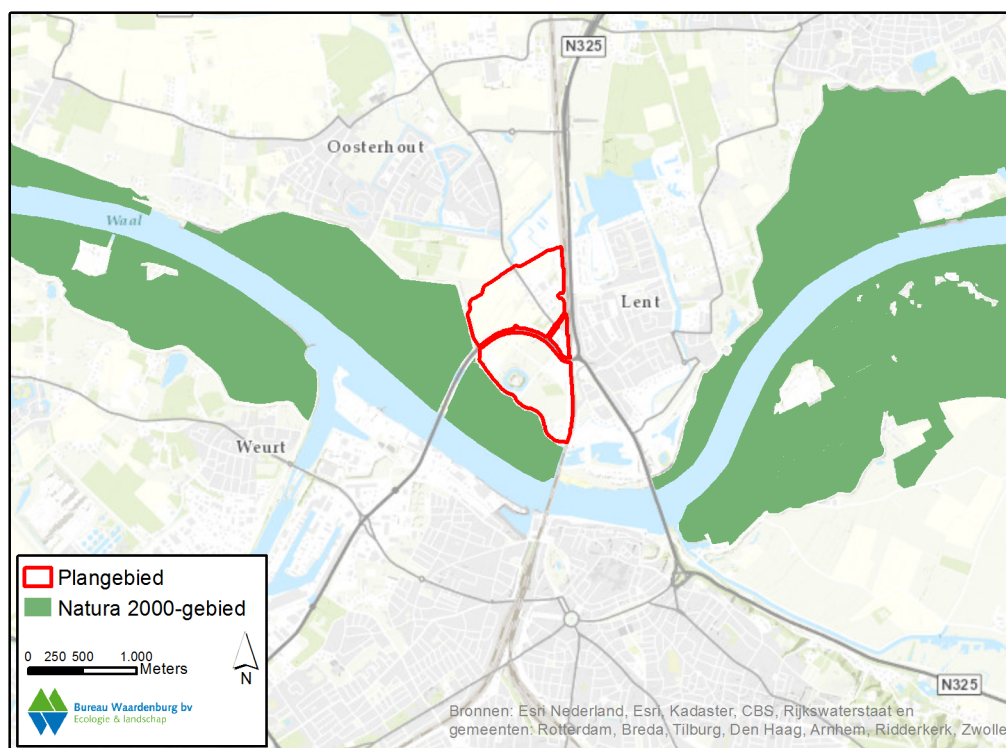 N325
Oosterhout
Waal
Lent
Weurt
Plangebied
Natura 2000-gebied
0 250 500 1.000
Meters
N
Bureau Waardenburg bv
Ecologie & landschap
N325
Bronnen: Esri Nederland, Esri, Kadaster, CBS, Rijkswaterstaat en
gemeenten: Rotterdam, Breda, Tilburg, Den Haag, Arnhem, Ridderkerk, Zwoll